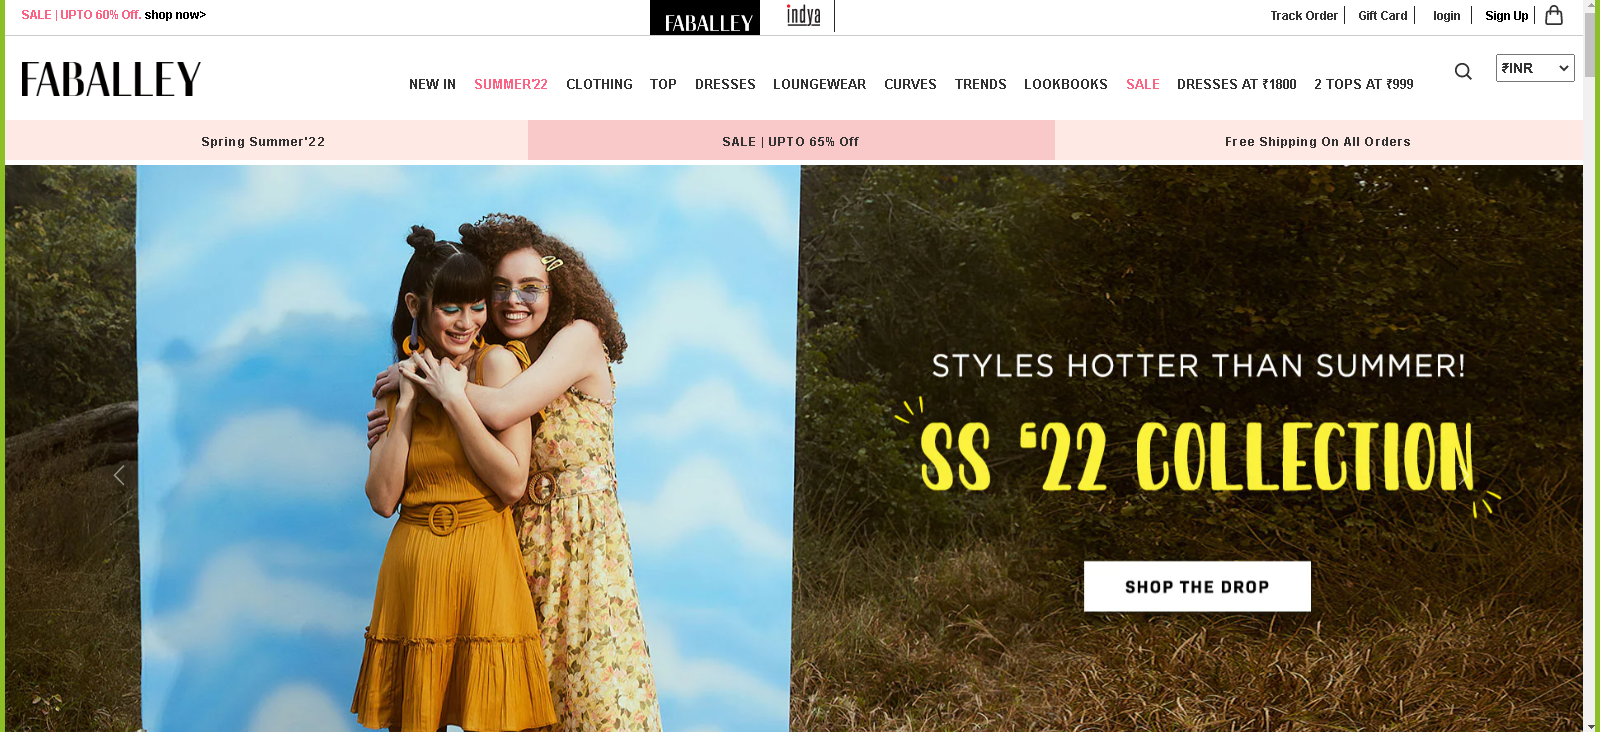 SALE | UPTO 60% Off. shop now>
FABALLEY
indya
Track Order
Gift Card
login
Sign Up
FABALLEY
NEW IN
SUMMER'22
CLOTHING
TOP
DRESSES
LOUNGEWEAR
CURVES
TRENDS
LOOKBOOKS
SALE
DRESSES AT ₹1800
2 TOPS AT ₹999
₹INR
Spring Summer'22
SALE | UPTO 65% Off
Free Shipping On All Orders
STYLES HOTTER THAN SUMMER!
SS ‘22 COLLECTION
SHOP THE DROP